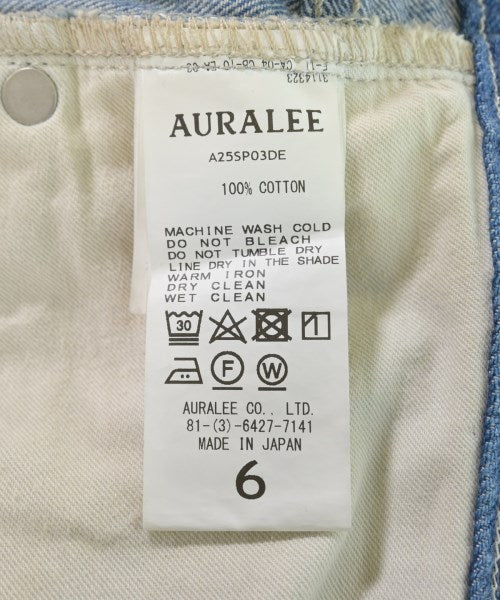 3114323
AURALEE
A25SP03DE
100% COTTON
MACHINE WASH COLD
DO NOT BLEACH
DO NOT TUMBLE DRY
LINE DRY IN THE SHADE
WARM IRON
DRY CLEAN
WET CLEAN
30
F W
AURALEE CO., LTD.
81-(3)-6427-7141
MADE IN JAPAN
6